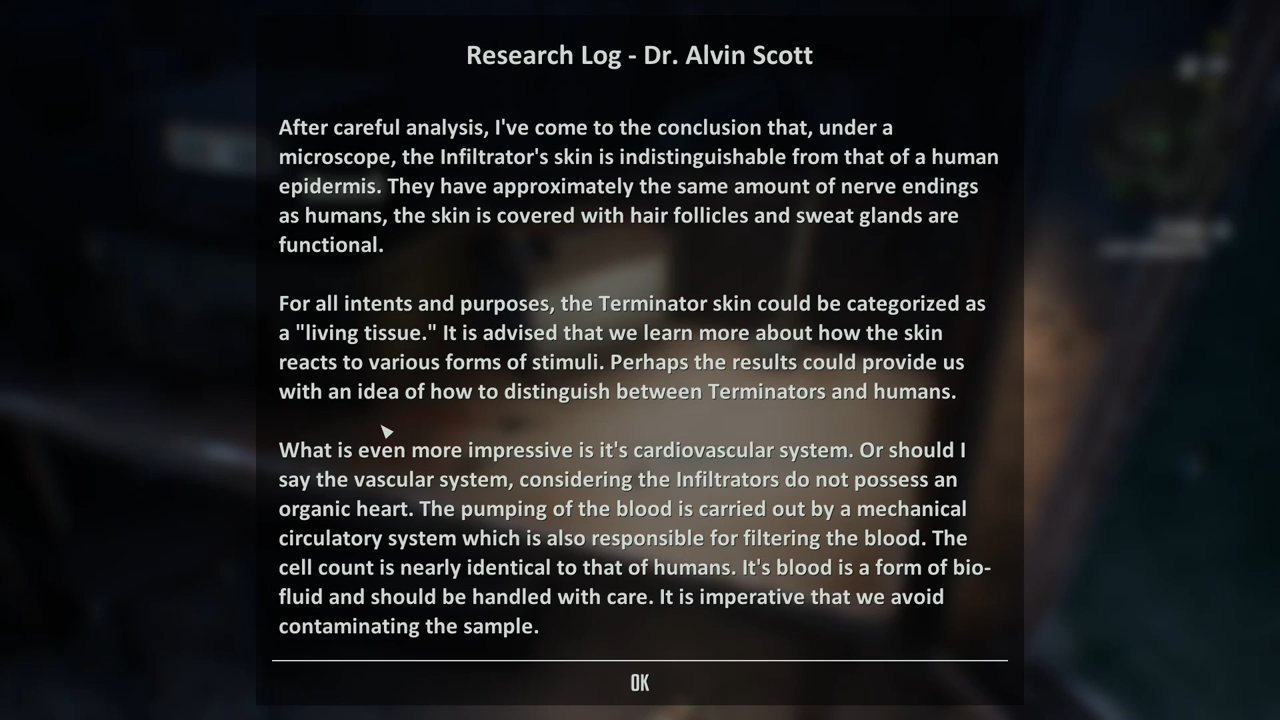 Research Log - Dr. Alvin Scott
After careful analysis, I've come to the conclusion that, under a
microscope, the Infiltrator's skin is indistinguishable from that of a human
epidermis. They have approximately the same amount of nerve endings
as humans, the skin is covered with hair follicles and sweat glands are
functional.
For all intents and purposes, the Terminator skin could be categorized as
a "living tissue." It is advised that we learn more about how the skin
reacts to various forms of stimuli. Perhaps the results could provide us
with an idea of how to distinguish between Terminators and humans.
What is even more impressive is it's cardiovascular system. Or should I
say the vascular system, considering the Infiltrators do not possess an
organic heart. The pumping of the blood is carried out by a mechanical
circulatory system which is also responsible for filtering the blood. The
cell count is nearly identical to that of humans. It's blood is a form of bio-
fluid and should be handled with care. It is imperative that we avoid
contaminating the sample.
OK